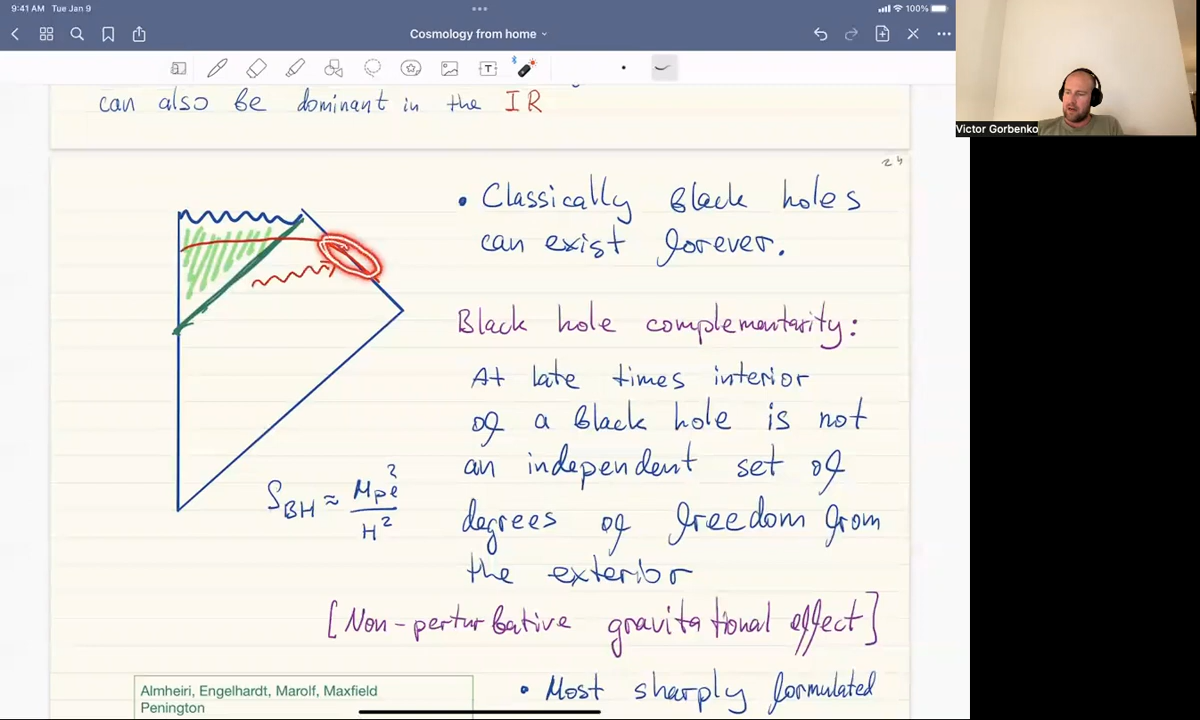 9:41 AM Tue Jan 9
100%
Cosmology from home
can also be dominant in the IR
24
• Classically Black holes
can exist forever.
Black hole complementarity:
At late times interior
of a Black hole is not
an independent set of
degrees of freedom from
the exterior
S_BH ≈ M_pl^2 / H^2
[Non-perturbative gravitational effect]
• Most sharply formulated
Almheiri, Engelhardt, Marolf, Maxfield
Penington
Victor Gorbenko